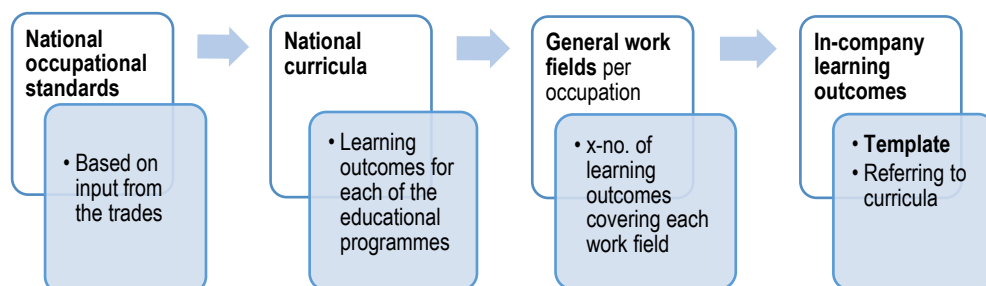 National
occupational
standards
• Based on
input from
the trades
National
curricula
• Learning
outcomes for
each of the
educational
programmes
General work
fields per
occupation
• x-no. of
learning
outcomes
covering each
work field
In-company
learning
outcomes
• Template
• Referring to
curricula